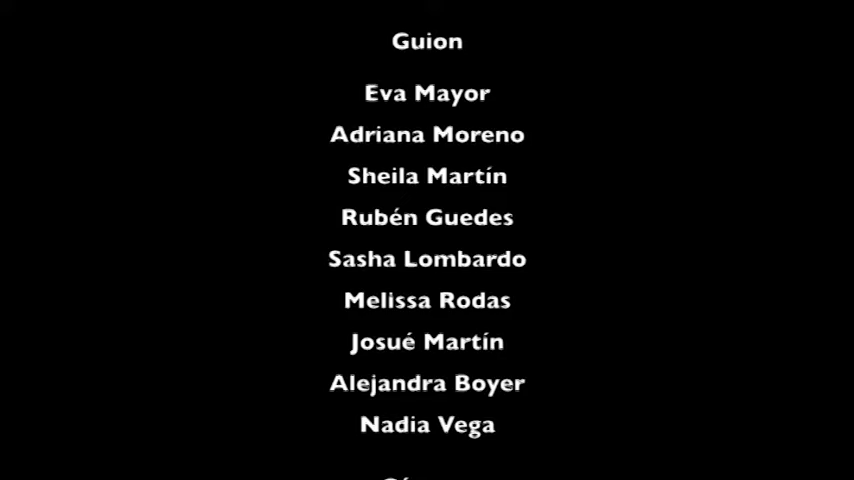 Guion
Eva Mayor
Adriana Moreno
Sheila Martín
Rubén Guedes
Sasha Lombardo
Melissa Rodas
Josué Martín
Alejandra Boyer
Nadia Vega